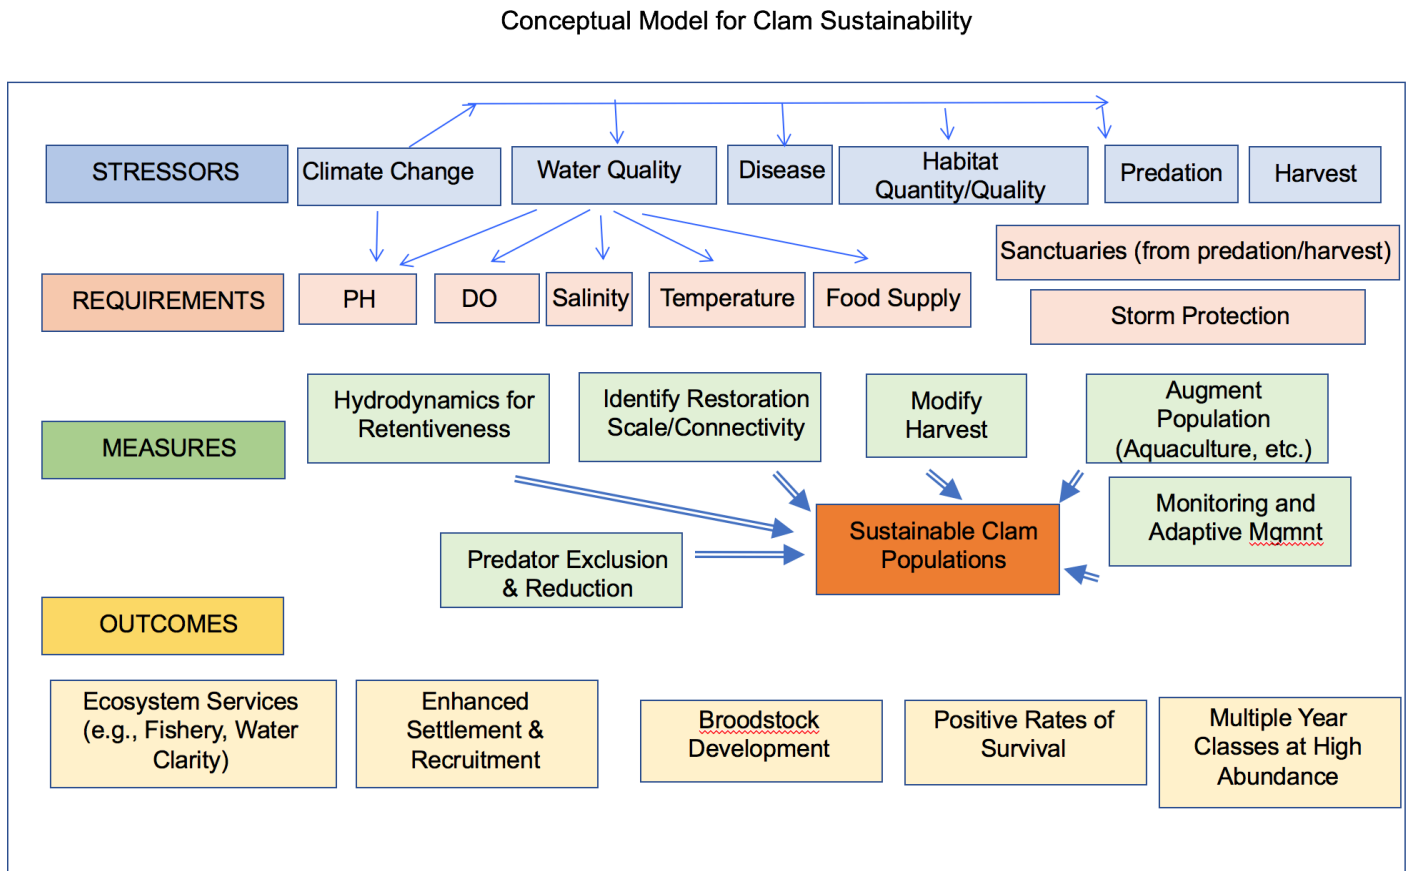 Conceptual Model for Clam Sustainability
STRESSORS
Climate Change
Water Quality
Disease
Habitat
Quantity/Quality
Predation
Harvest
Sanctuaries (from predation/harvest)
REQUIREMENTS
PH
DO
Salinity
Temperature
Food Supply
Storm Protection
MEASURES
Hydrodynamics for
Retentiveness
Identify Restoration
Scale/Connectivity
Modify
Harvest
Augment
Population
(Aquaculture, etc.)
Monitoring and
Adaptive Mgmnt
Sustainable Clam
Populations
Predator Exclusion
& Reduction
OUTCOMES
Ecosystem Services
(e.g., Fishery, Water
Clarity)
Enhanced
Settlement &
Recruitment
Broodstock
Development
Positive Rates of
Survival
Multiple Year
Classes at High
Abundance